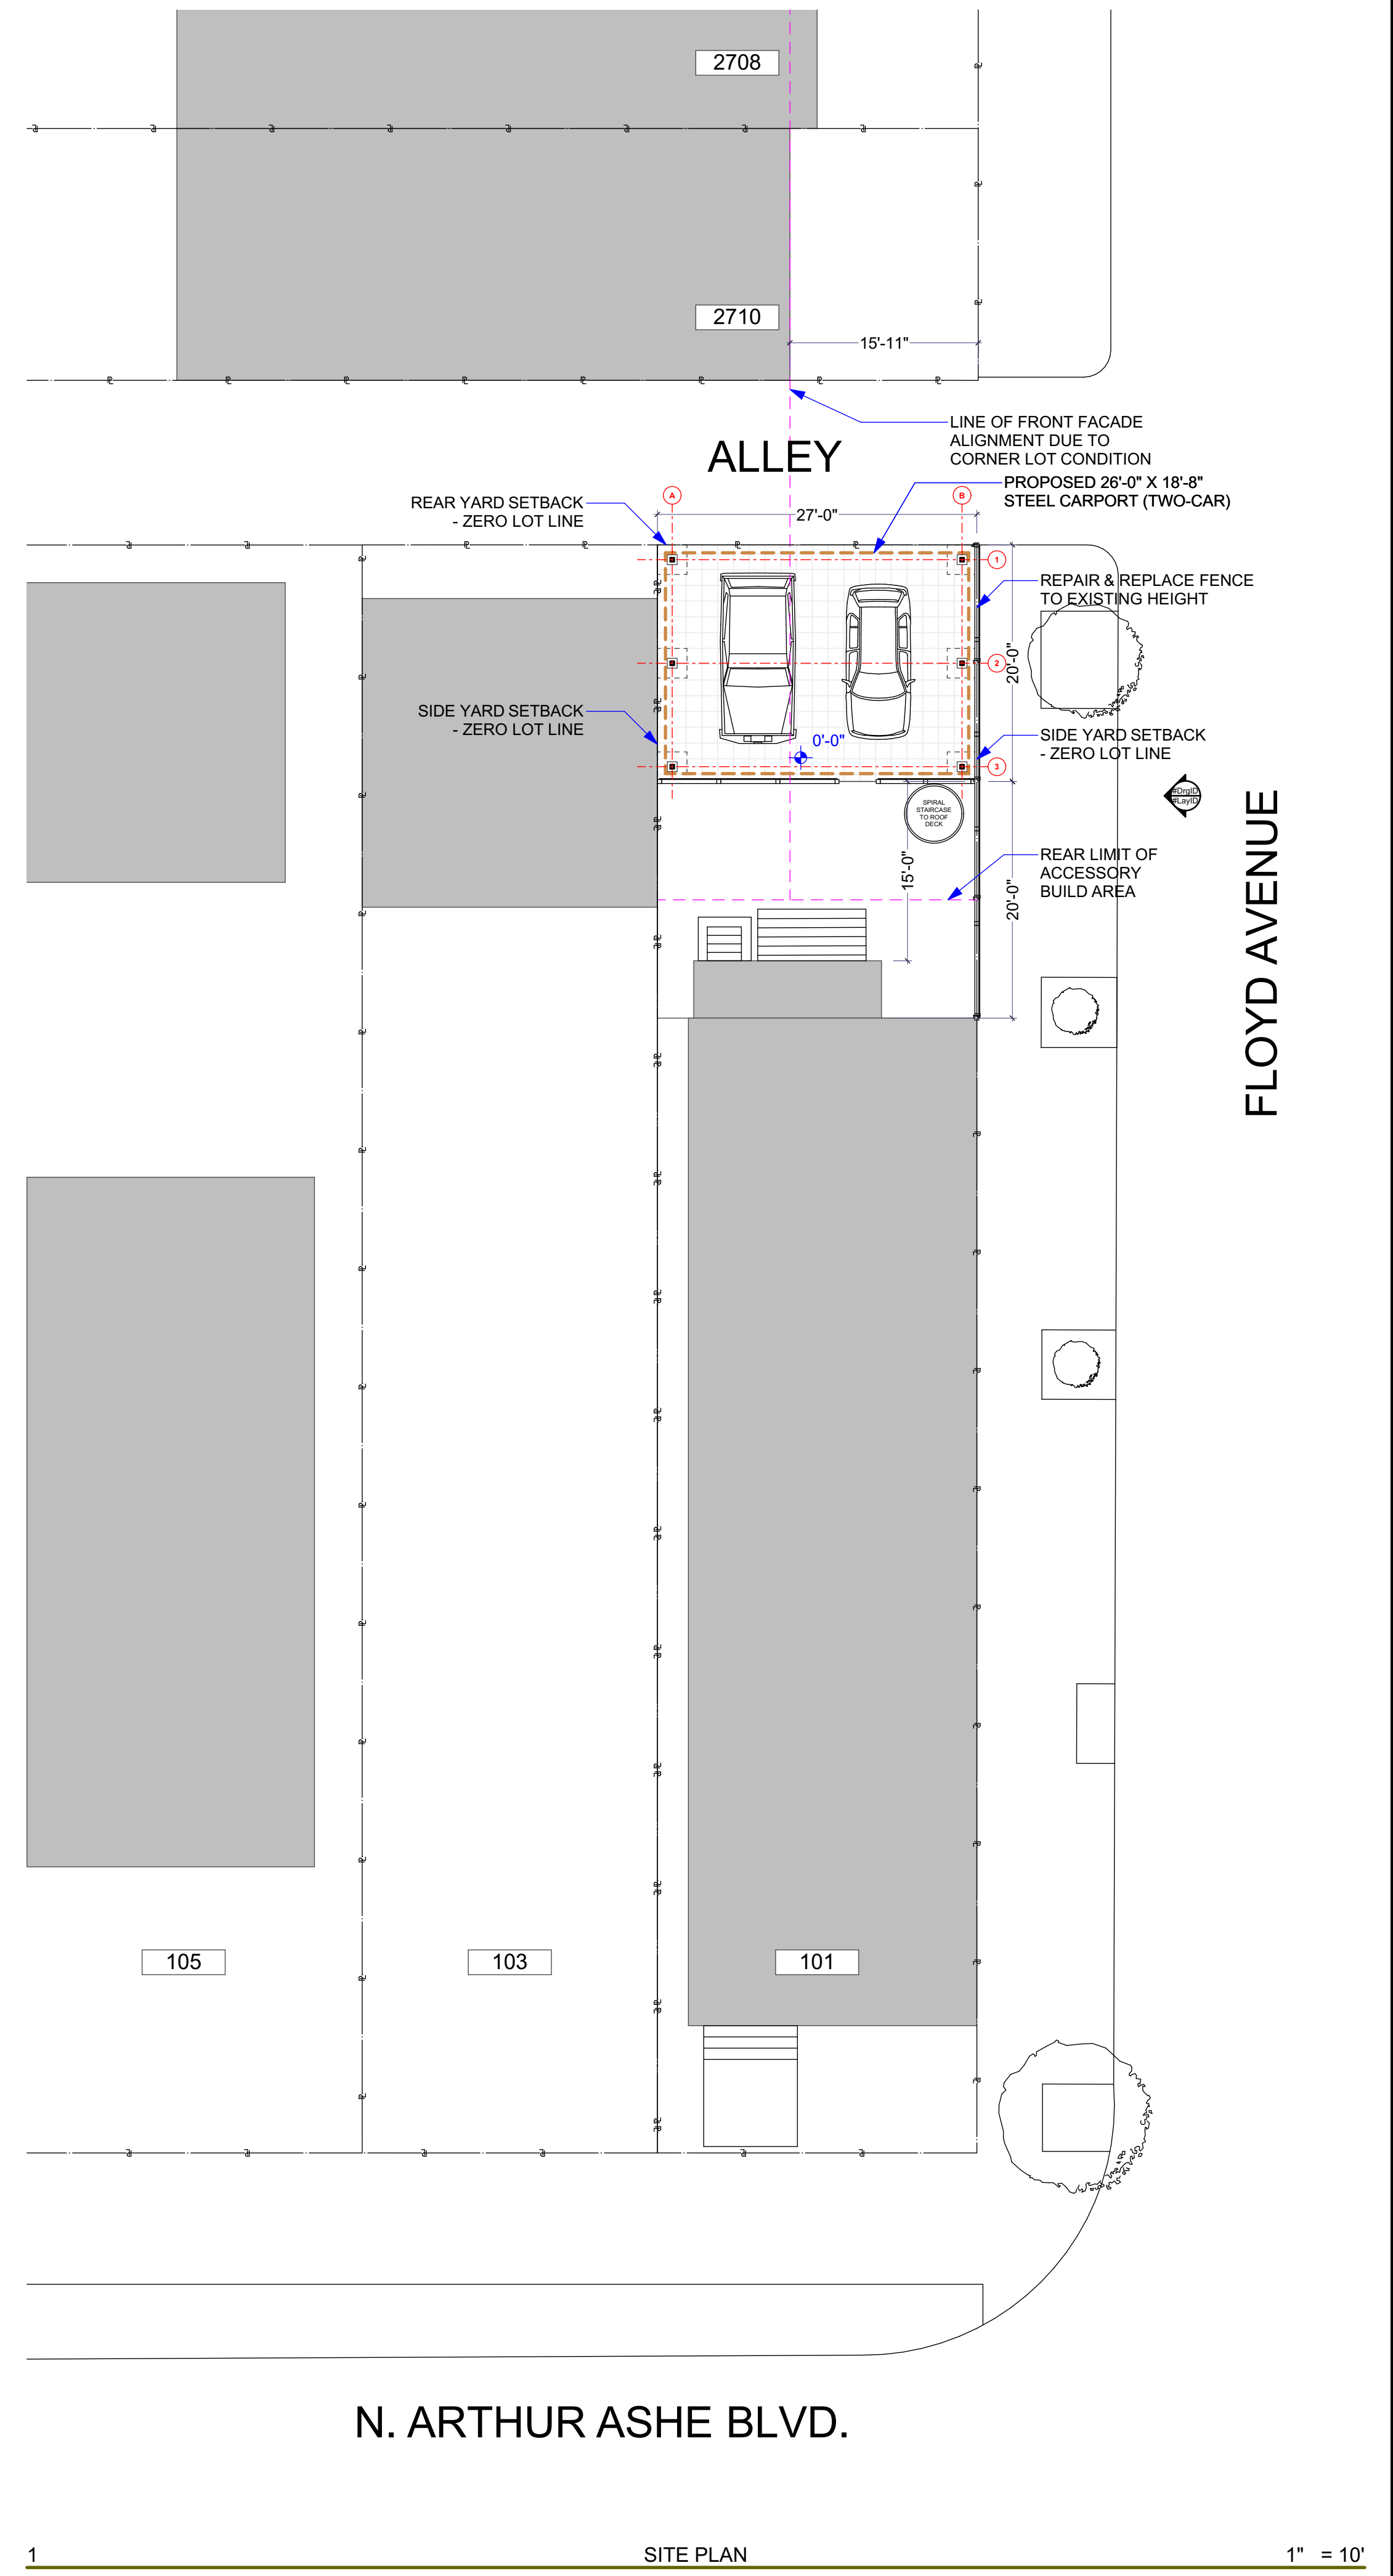 2708
2710
15'-11"
LINE OF FRONT FACADE
ALIGNMENT DUE TO
CORNER LOT CONDITION
ALLEY
PROPOSED 26'-0" X 18'-8"
STEEL CARPORT (TWO-CAR)
REAR YARD SETBACK
- ZERO LOT LINE
A
B
27'-0"
1
REPAIR & REPLACE FENCE
TO EXISTING HEIGHT
2
20'-0"
SIDE YARD SETBACK
- ZERO LOT LINE
0'-0"
SIDE YARD SETBACK
- ZERO LOT LINE
3
#DrgID
#LayID
SPIRAL
STAIRCASE
TO ROOF
DECK
15'-0"
REAR LIMIT OF
ACCESSORY
BUILD AREA
20'-0"
FLOYD AVENUE
105
103
101
N. ARTHUR ASHE BLVD.
1
SITE PLAN
1" = 10'